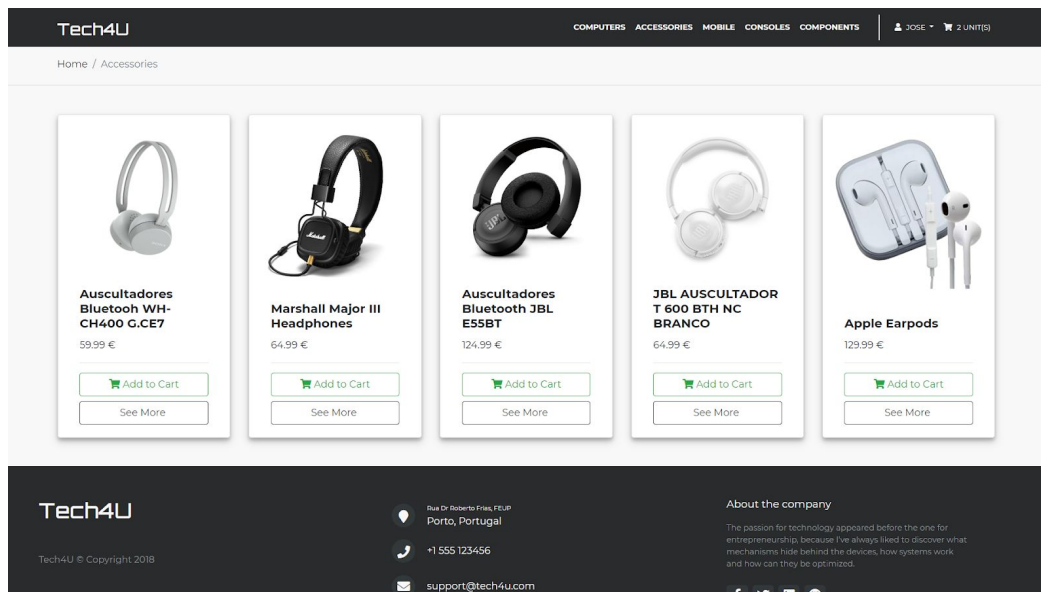 Tech4U
COMPUTERS ACCESSORIES MOBILE CONSOLES COMPONENTS JOSE 2 UNIT(S)
Home / Accessories
Auscultadores
Bluetooh WH-
CH400 G.CE7
59.99 €
Add to Cart
See More
Marshall
Marshall Major III
Headphones
64.99 €
Add to Cart
See More
JBL
Auscultadores
Bluetooth JBL
E55BT
124.99 €
Add to Cart
See More
JBL AUSCULTADOR
T 600 BTH NC
BRANCO
64.99 €
Add to Cart
See More
Apple Earpods
129.99 €
Add to Cart
See More
Tech4U
Tech4U © Copyright 2018
Rua Dr Roberto Frias, FEUP
Porto, Portugal
+1 555 123456
support@tech4u.com
About the company
The passion for technology appeared before the one for
entrepreneurship, because I've always liked to discover what
mechanisms hide behind the devices, how systems work
and how can they be optimized.